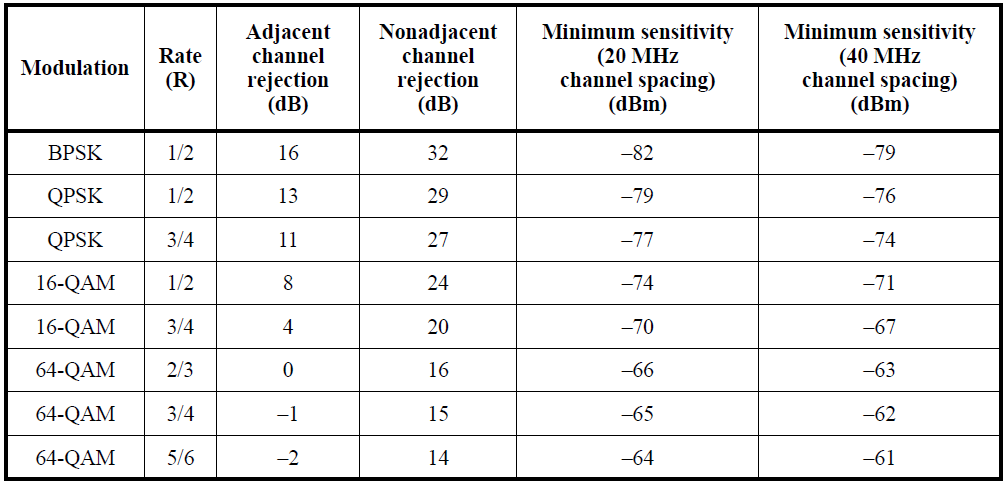 Modulation | Rate (R) | Adjacent channel rejection (dB) | Nonadjacent channel rejection (dB) | Minimum sensitivity (20 MHz channel spacing) (dBm) | Minimum sensitivity (40 MHz channel spacing) (dBm)
BPSK | 1/2 | 16 | 32 | –82 | –79
QPSK | 1/2 | 13 | 29 | –79 | –76
QPSK | 3/4 | 11 | 27 | –77 | –74
16-QAM | 1/2 | 8 | 24 | –74 | –71
16-QAM | 3/4 | 4 | 20 | –70 | –67
64-QAM | 2/3 | 0 | 16 | –66 | –63
64-QAM | 3/4 | –1 | 15 | –65 | –62
64-QAM | 5/6 | –2 | 14 | –64 | –61